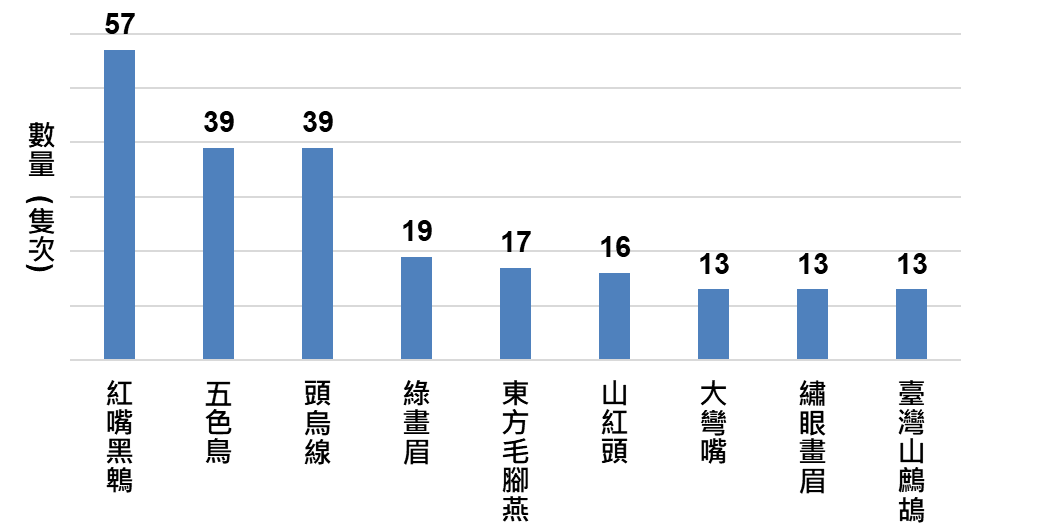 數量(隻次)
57
39
39
19
17
16
13
13
13
紅嘴黑鵯
五色鳥
頭烏線
綠畫眉
東方毛腳燕
山紅頭
大彎嘴
繡眼畫眉
臺灣山鷓鴣